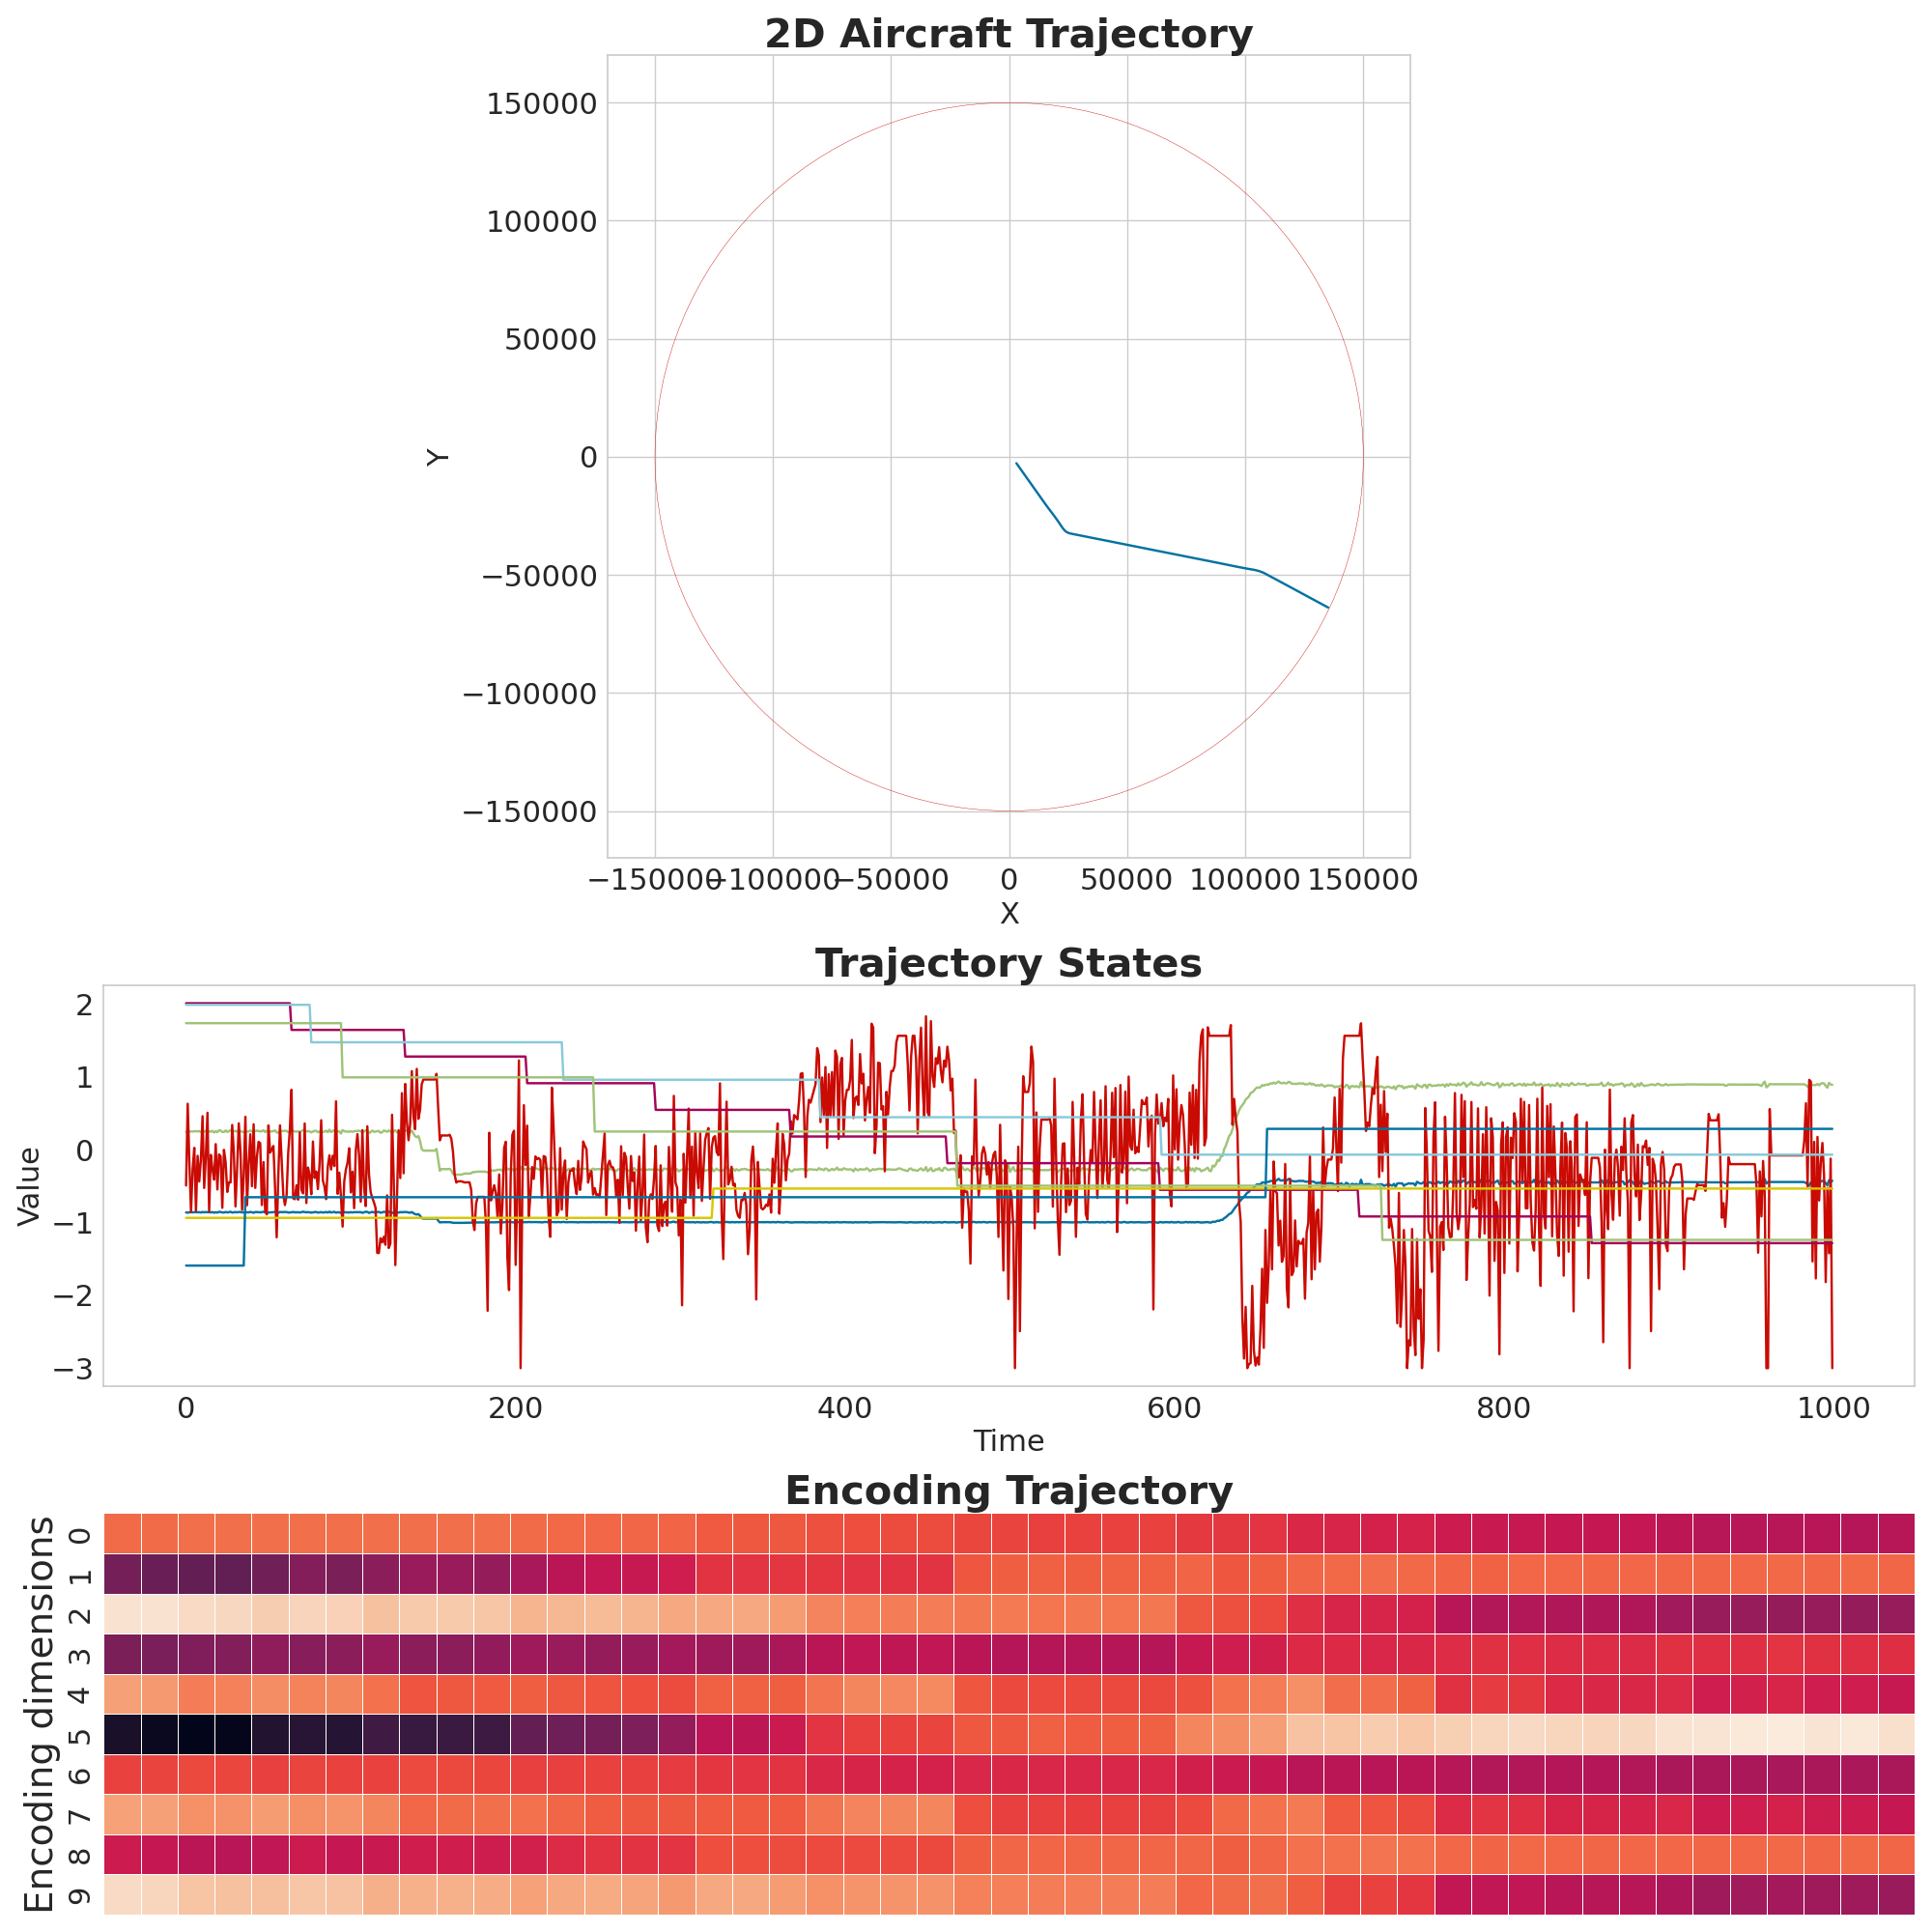 2D Aircraft Trajectory
150000
100000
50000
0
−50000
−100000
−150000
Y
−150000 −100000 −50000 0 50000 100000 150000
X
Trajectory States
2
1
0
−1
−2
−3
Value
0 200 400 600 800 1000
Time
Encoding Trajectory
Encoding dimensions
0
1
2
3
4
5
6
7
8
9